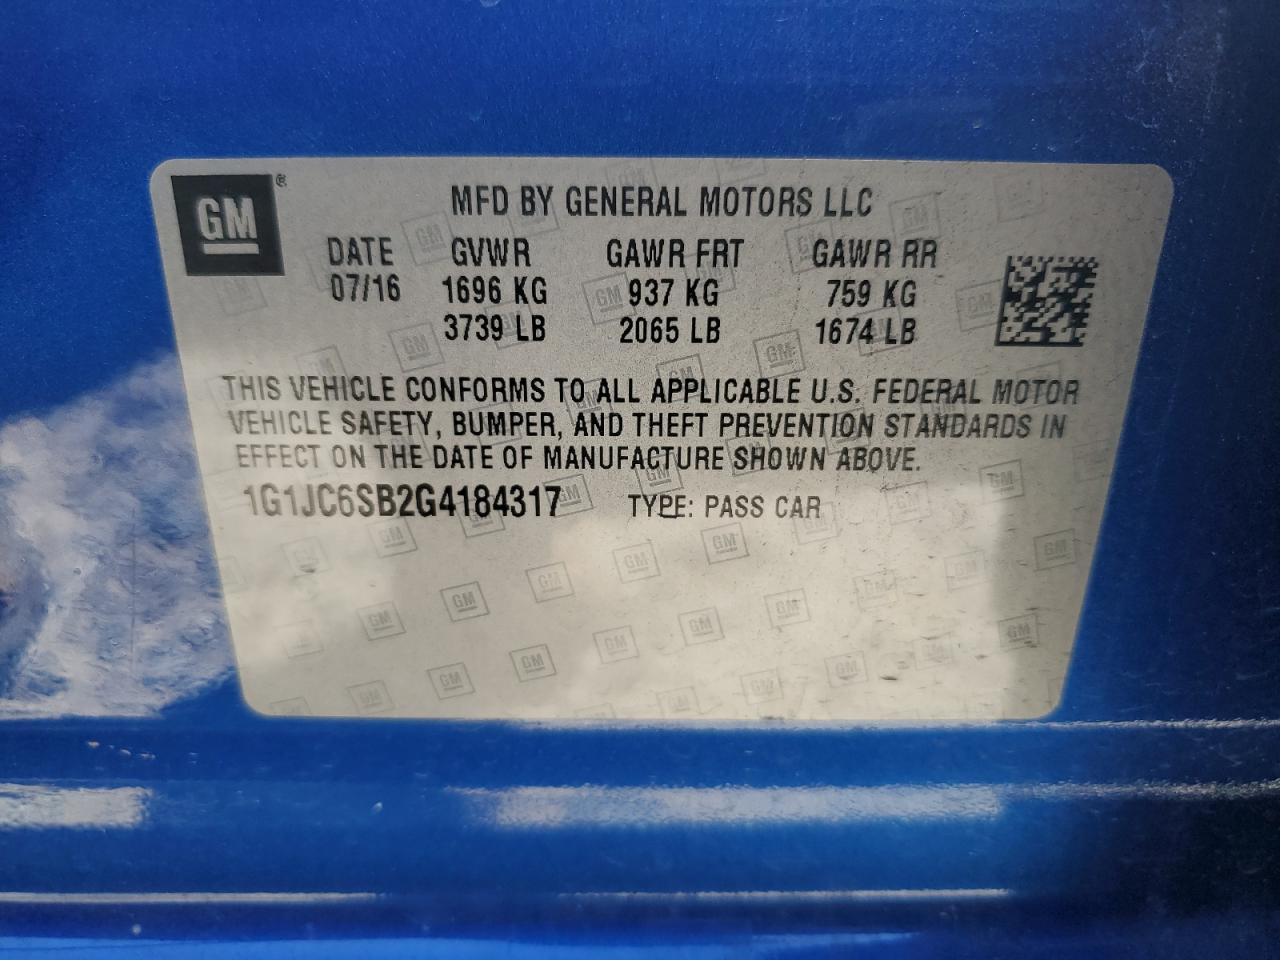 GM ®
MFD BY GENERAL MOTORS LLC
DATE GVWR GAWR FRT GAWR RR
07/16 1696 KG 937 KG 759 KG
3739 LB 2065 LB 1674 LB
THIS VEHICLE CONFORMS TO ALL APPLICABLE U.S. FEDERAL MOTOR
VEHICLE SAFETY, BUMPER, AND THEFT PREVENTION STANDARDS IN
EFFECT ON THE DATE OF MANUFACTURE SHOWN ABOVE.
1G1JC6SB2G4184317 TYPE: PASS CAR